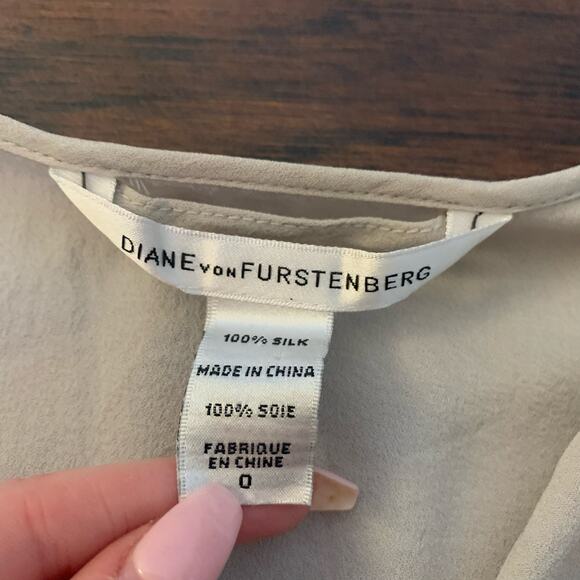 DIANE VON FURSTENBERG
100% SILK
MADE IN CHINA
100% SOIE
FABRIQUE
EN CHINE
0